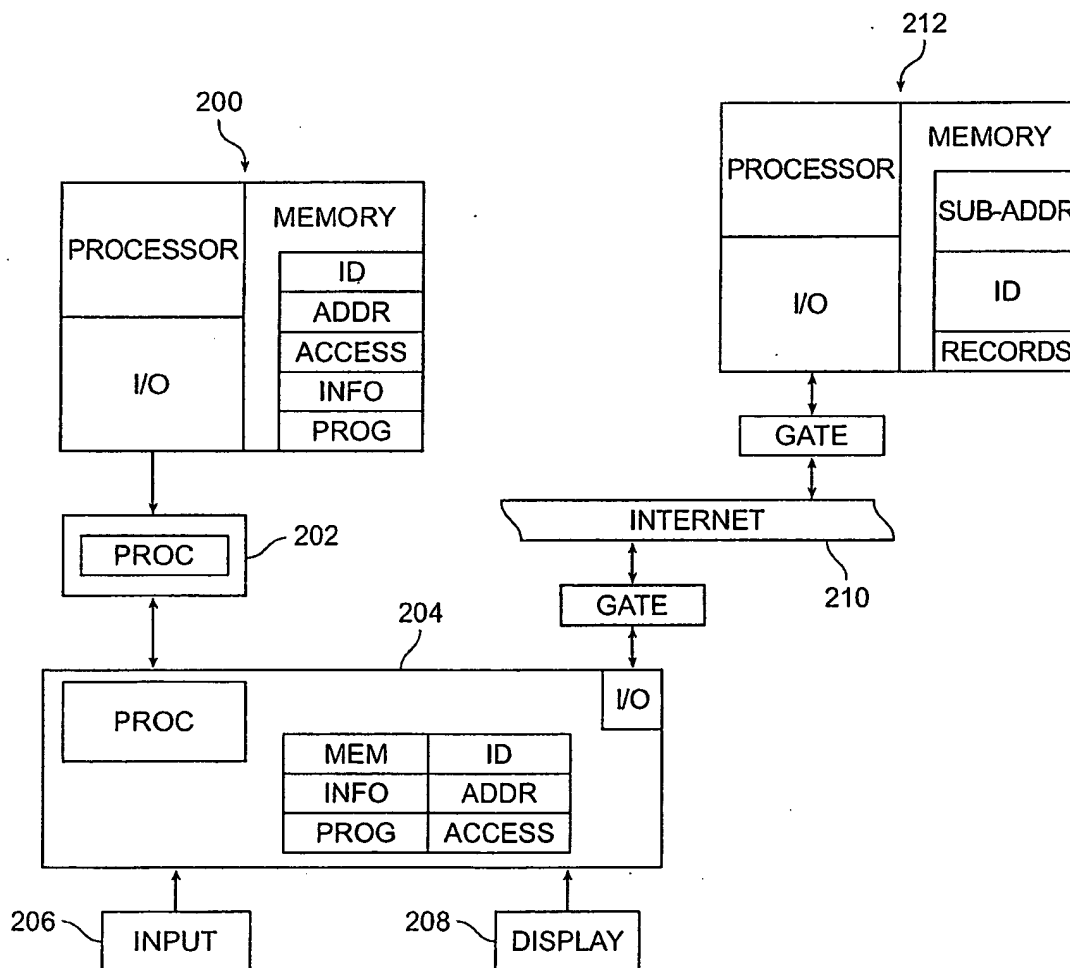 212
200
PROCESSOR
MEMORY
SUB-ADDR
ID
RECORDS
I/O
PROCESSOR
MEMORY
ID
ADDR
ACCESS
INFO
PROG
I/O
GATE
INTERNET
210
PROC
202
GATE
204
PROC
I/O
MEM ID
INFO ADDR
PROG ACCESS
206
INPUT
208
DISPLAY